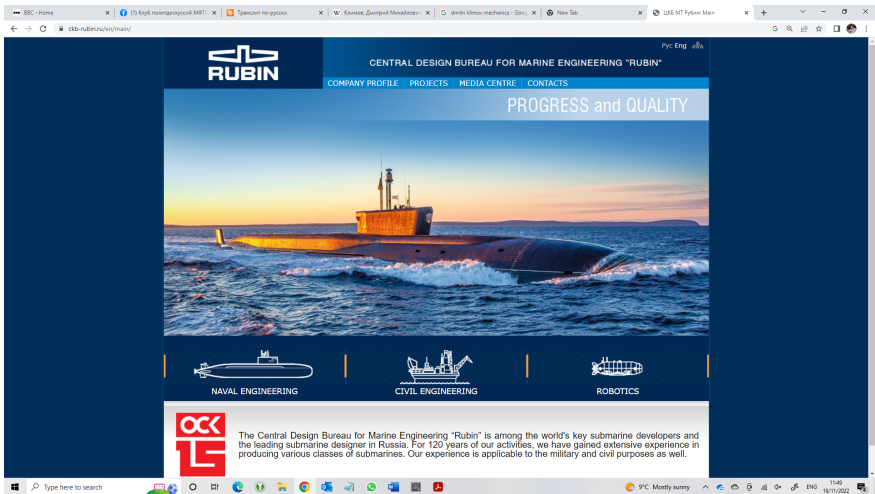 BBC - Home
(1) Клуб политдискуссий МФТИ
Транслит по-русски
Климов, Дмитрий Михайлович
dmitri klimov mechanics - Goog
New Tab
ЦКБ МТ Рубин: Main
ckb-rubin.ru/en/main/
Рус Eng
RUBIN
CENTRAL DESIGN BUREAU FOR MARINE ENGINEERING "RUBIN"
COMPANY PROFILE PROJECTS MEDIA CENTRE CONTACTS
PROGRESS and QUALITY
NAVAL ENGINEERING
CIVIL ENGINEERING
ROBOTICS
ОСК
15
The Central Design Bureau for Marine Engineering “Rubin” is among the world's key submarine developers and
the leading submarine designer in Russia. For 120 years of our activities, we have gained extensive experience in
producing various classes of submarines. Our experience is applicable to the military and civil purposes as well.
Type here to search
9°C Mostly sunny
ENG
11:49
18/11/2022